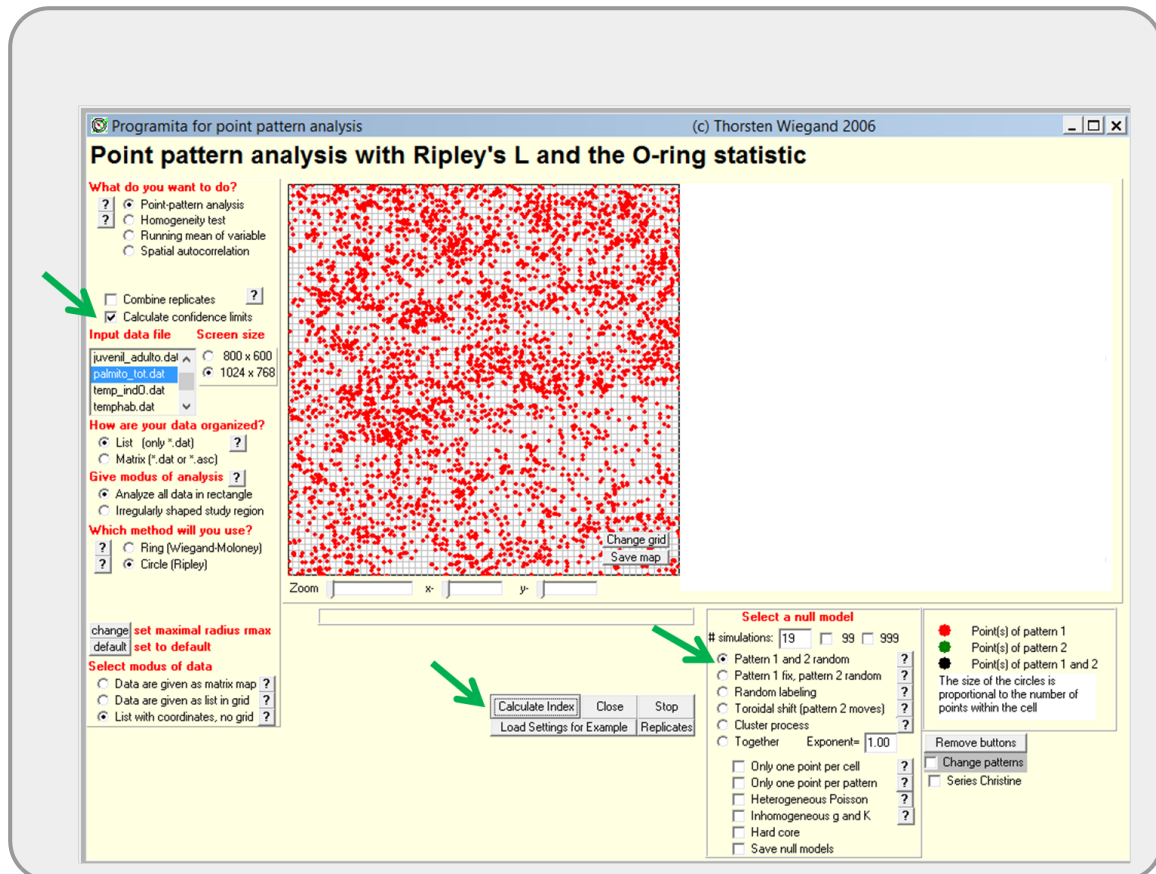 Programita for point pattern analysis (c) Thorsten Wiegand 2006
Point pattern analysis with Ripley's L and the O-ring statistic
What do you want to do?
? Point-pattern analysis
? Homogeneity test
Running mean of variable
Spatial autocorrelation
Combine replicates ?
Calculate confidence limits
Input data file Screen size
juvenil_adulto.dat 800 x 600
palmito_tot.dat 1024 x 768
temp_ind0.dat
temphab.dat
How are your data organized?
List (only *.dat) ?
Matrix (*.dat or *.asc)
Give modus of analysis ?
Analyze all data in rectangle
Irregularly shaped study region
Which method will you use?
? Ring (Wiegand-Moloney)
? Circle (Ripley)
change set maximal radius rmax
default set to default
Select modus of data
Data are given as matrix map ?
Data are given as list in grid ?
List with coordinates, no grid ?
Change grid
Save map
Zoom x- y-
Calculate Index Close Stop
Load Settings for Example Replicates
Select a null model
# simulations: 19 99 999
Pattern 1 and 2 random ?
Pattern 1 fix, pattern 2 random ?
Random labeling ?
Toroidal shift (pattern 2 moves) ?
Cluster process ?
Together Exponent= 1.00
Only one point per cell ?
Only one point per pattern ?
Heterogeneous Poisson ?
Inhomogeneous g and K ?
Hard core
Save null models
Point(s) of pattern 1
Point(s) of pattern 2
Point(s) of pattern 1 and 2
The size of the circles is
proportional to the number of
points within the cell
Remove buttons
Change patterns
Series Christine